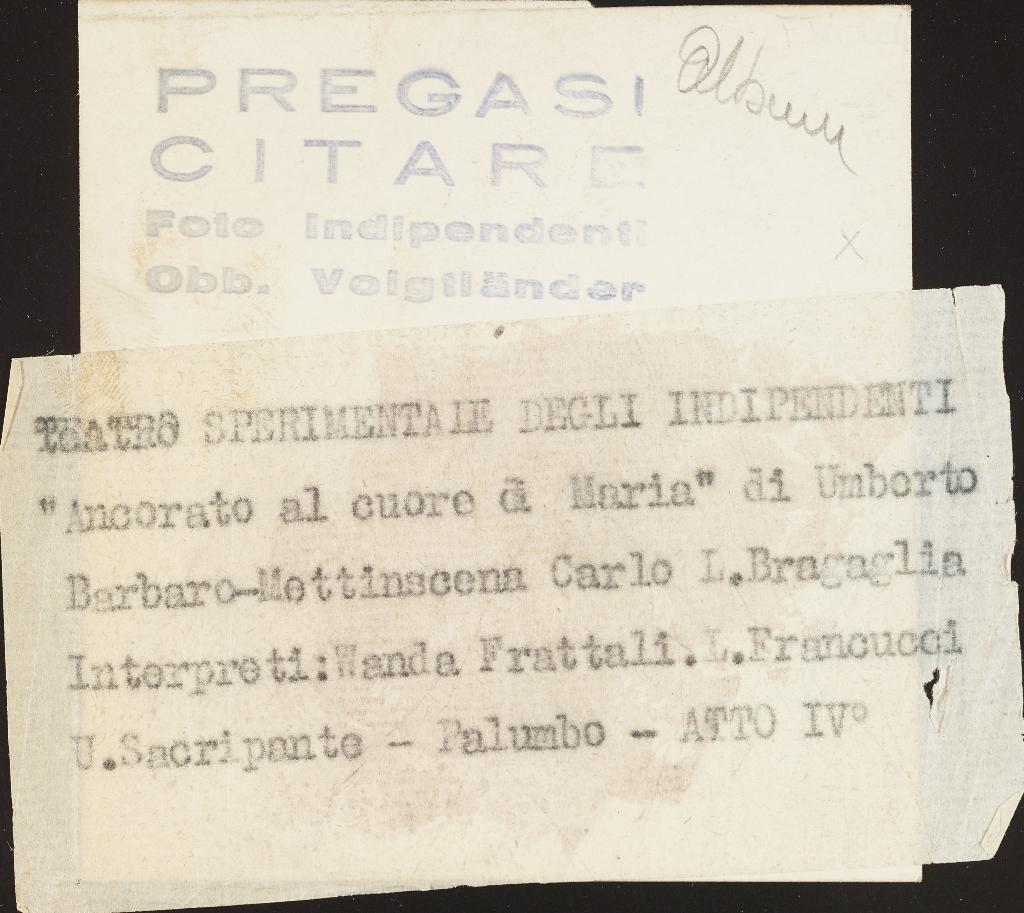 PREGASI
CITARE
Foto Indipendenti
Obb. Voigtländer
Album
x
TEATRO SPERIMENTALE DEGLI INDIPENDENTI
"Ancorato al cuore di Maria" di Umberto
Barbaro-Mettinscena Carlo L.Bragaglia
Interpreti:Wanda Frattali.L.Francucci
U.Sacripante - Palumbo - ATTO IV°